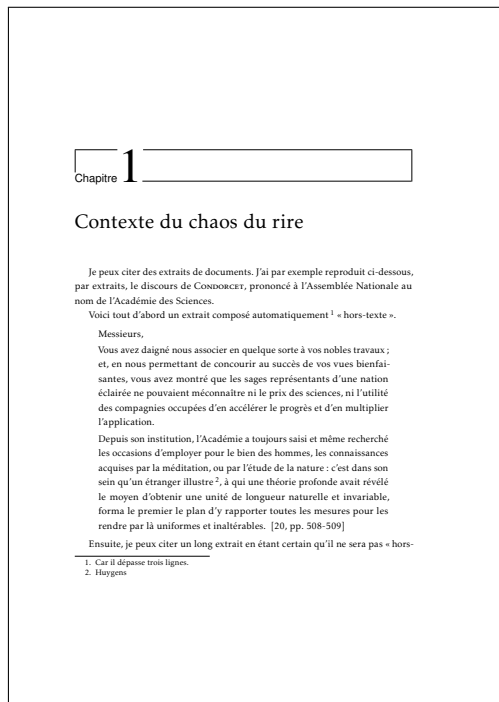 Chapitre 1
Contexte du chaos du rire
Je peux citer des extraits de documents. J'ai par exemple reproduit ci-dessous,
par extraits, le discours de Condorcet, prononcé à l'Assemblée Nationale au
nom de l'Académie des Sciences.
Voici tout d'abord un extrait composé automatiquement 1 « hors-texte ».
Messieurs,
Vous avez daigné nous associer en quelque sorte à vos nobles travaux ;
et, en nous permettant de concourir au succès de vos vues bienfai-
santes, vous avez montré que les sages représentants d'une nation
éclairée ne pouvaient méconnaître ni le prix des sciences, ni l'utilité
des compagnies occupées d'en accélérer le progrès et d'en multiplier
l'application.
Depuis son institution, l'Académie a toujours saisi et même recherché
les occasions d'employer pour le bien des hommes, les connaissances
acquises par la méditation, ou par l'étude de la nature : c'est dans son
sein qu'un étranger illustre 2, à qui une théorie profonde avait révélé
le moyen d'obtenir une unité de longueur naturelle et invariable,
forma le premier le plan d'y rapporter toutes les mesures pour les
rendre par là uniformes et inaltérables. [20, pp. 508-509]
Ensuite, je peux citer un long extrait en étant certain qu'il ne sera pas « hors-
1. Car il dépasse trois lignes.
2. Huygens